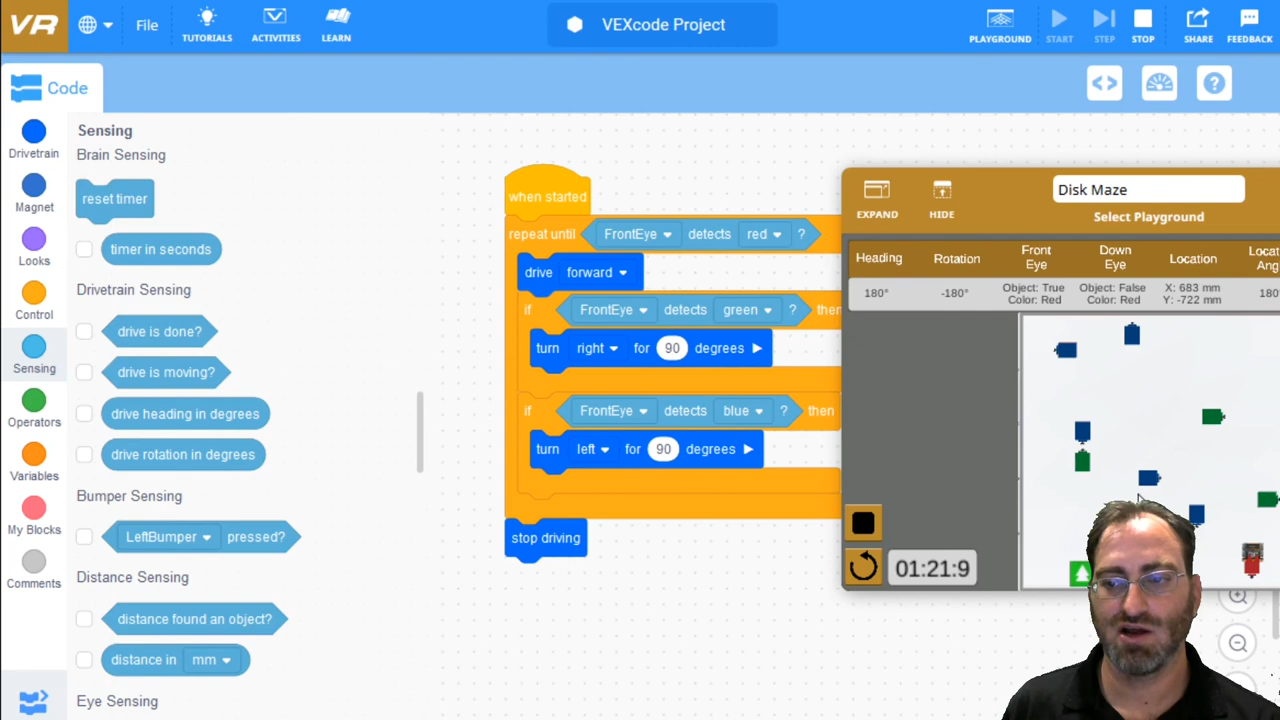 VR
File
TUTORIALS
ACTIVITIES
LEARN
VEXcode Project
PLAYGROUND
START
STEP
STOP
SHARE
FEEDBACK
Code
Drivetrain
Magnet
Looks
Control
Sensing
Operators
Variables
My Blocks
Comments
Sensing
Brain Sensing
reset timer
timer in seconds
Drivetrain Sensing
drive is done?
drive is moving?
drive heading in degrees
drive rotation in degrees
Bumper Sensing
LeftBumper pressed?
Distance Sensing
distance found an object?
distance in mm
Eye Sensing
when started
repeat until FrontEye detects red ?
drive forward
if FrontEye detects green ? then
turn right for 90 degrees
if FrontEye detects blue ? then
turn left for 90 degrees
stop driving
EXPAND
HIDE
Disk Maze
Select Playground
Heading
Rotation
Front Eye
Down Eye
Location
Locat
Ang
180°
-180°
Object: True
Color: Red
Object: False
Color: Red
X: 683 mm
Y: -722 mm
180°
01:21:9